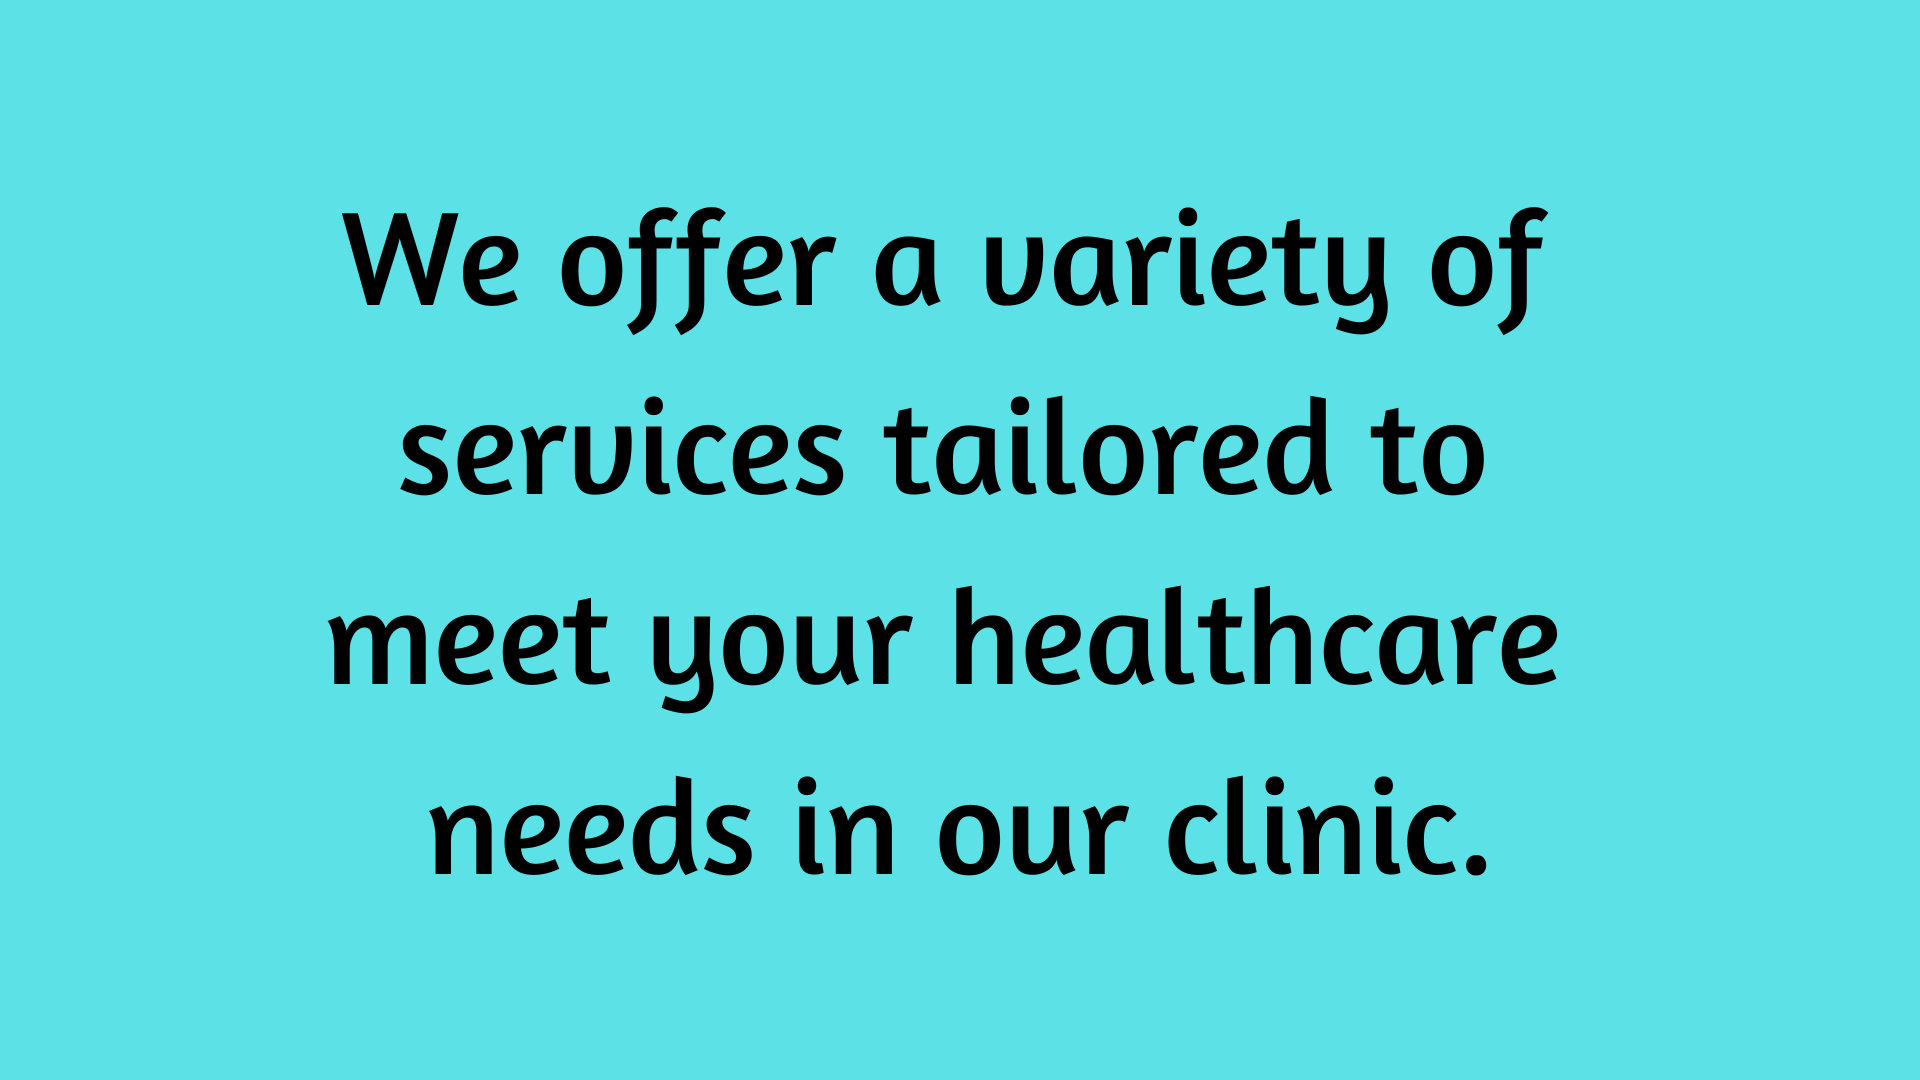 We offer a variety of
services tailored to
meet your healthcare
needs in our clinic.